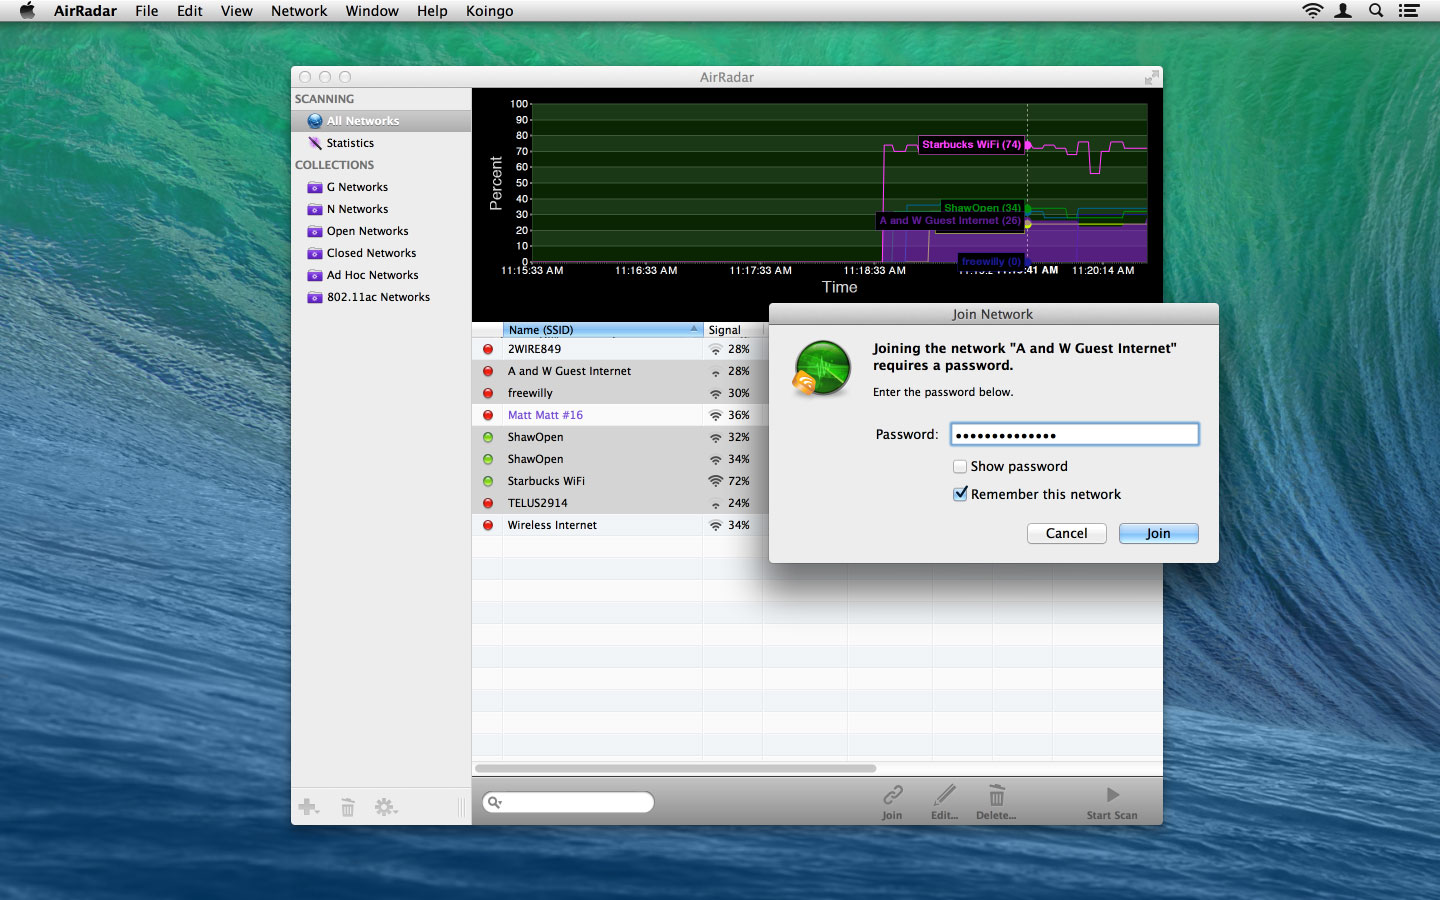 AirRadar File Edit View Network Window Help Koingo
AirRadar
SCANNING
All Networks
Statistics
COLLECTIONS
G Networks
N Networks
Open Networks
Closed Networks
Ad Hoc Networks
802.11ac Networks
Percent
100
90
80
70
60
50
40
30
20
10
0
Starbucks WiFi (74)
ShawOpen (34)
A and W Guest Internet (26)
freewilly (0)
11:15:33 AM 11:16:33 AM 11:17:33 AM 11:18:33 AM :41 AM 11:20:14 AM
Time
Name (SSID) Signal
2WIRE849 28%
A and W Guest Internet 28%
freewilly 30%
Matt Matt #16 36%
ShawOpen 32%
ShawOpen 34%
Starbucks WiFi 72%
TELUS2914 24%
Wireless Internet 34%
Join Network
Joining the network "A and W Guest Internet"
requires a password.
Enter the password below.
Password: ••••••••••••••
Show password
Remember this network
Cancel Join
Join Edit... Delete... Start Scan